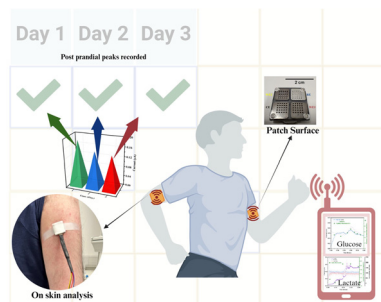 Day 1 Day 2 Day 3
Post prandial peaks recorded
2 cm
Patch Surface
Glucose
Lactate
On skin analysis